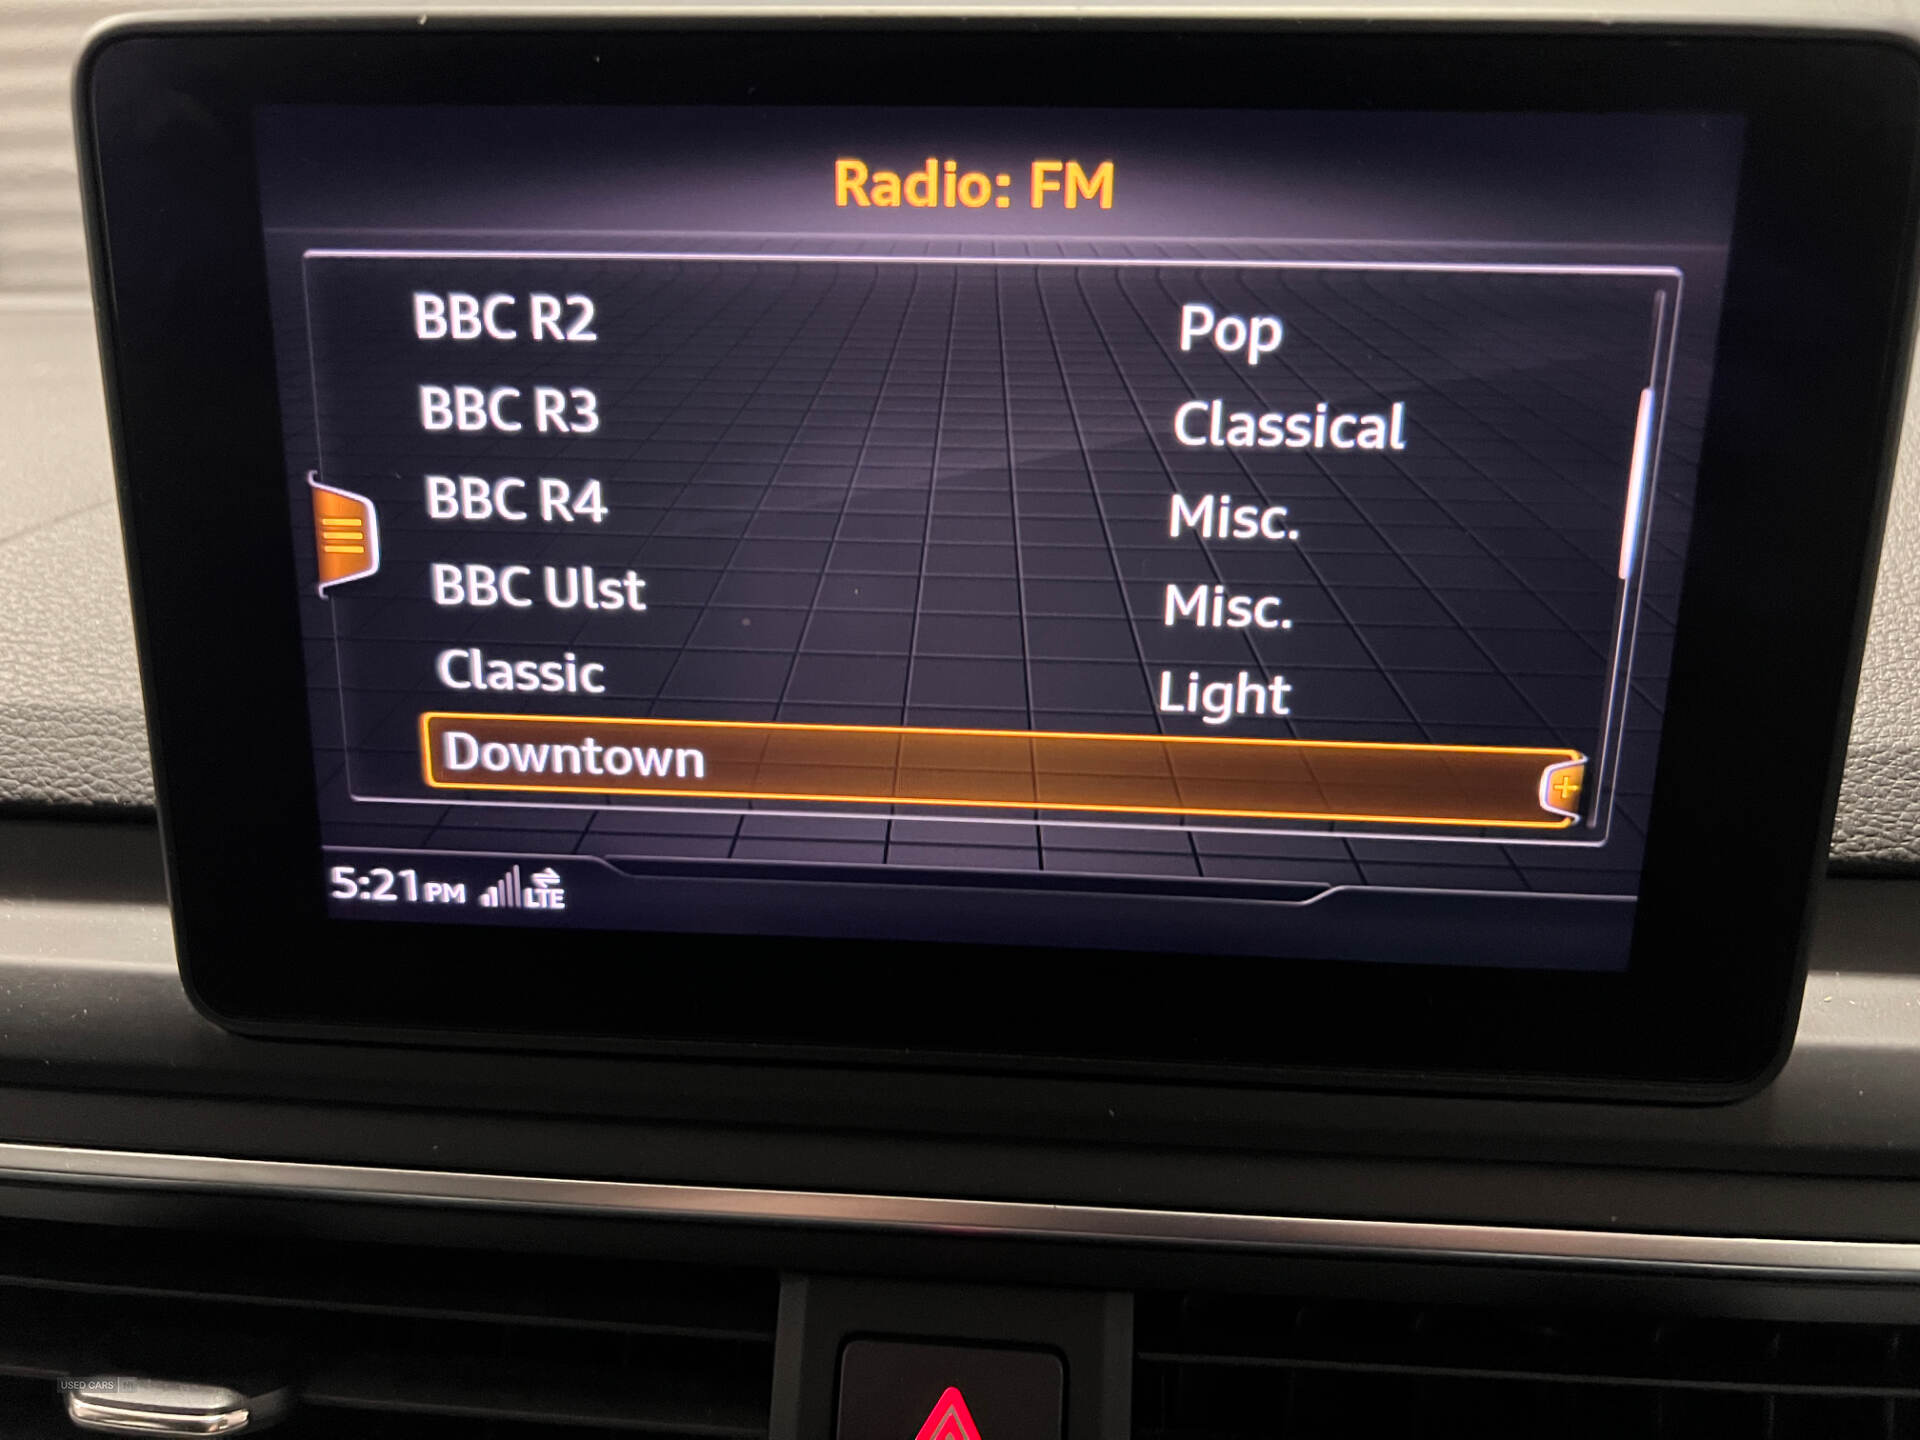 Radio: FM
BBC R2 Pop
BBC R3 Classical
BBC R4 Misc.
BBC Ulst Misc.
Classic Light
Downtown
5:21 PM LTE
USED CARS NI